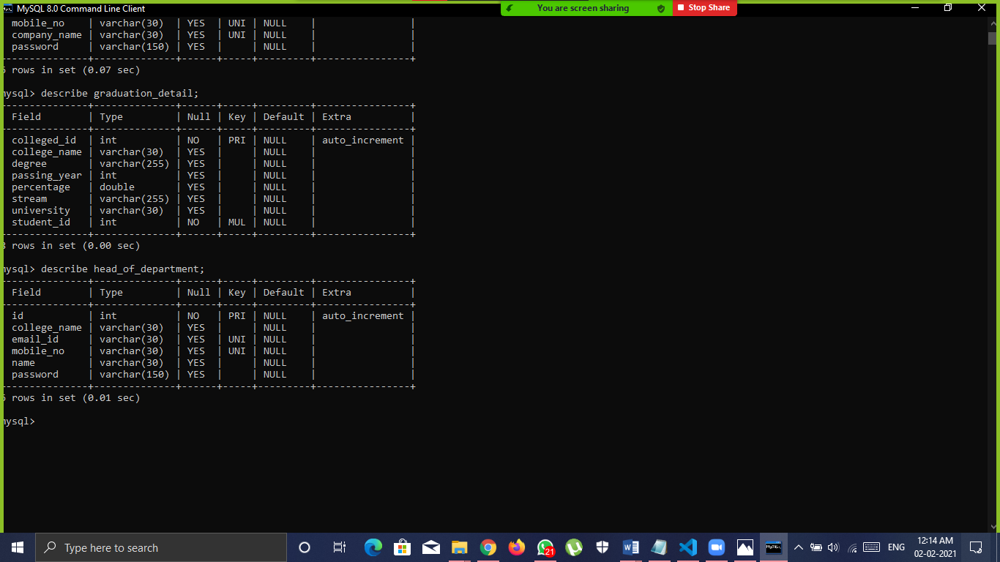 MySQL 8.0 Command Line Client
You are screen sharing
Stop Share
mobile_no | varchar(30) | YES | UNI | NULL | |
company_name | varchar(30) | YES | UNI | NULL | |
password | varchar(150) | YES | | NULL | |
---------------+--------------+------+-----+---------+----------------+
rows in set (0.07 sec)
mysql> describe graduation_detail;
---------------+--------------+------+-----+---------+----------------+
Field | Type | Null | Key | Default | Extra |
---------------+--------------+------+-----+---------+----------------+
colleged_id | int | NO | PRI | NULL | auto_increment |
college_name | varchar(30) | YES | | NULL | |
degree | varchar(255) | YES | | NULL | |
passing_year | int | YES | | NULL | |
percentage | double | YES | | NULL | |
stream | varchar(255) | YES | | NULL | |
university | varchar(30) | YES | | NULL | |
student_id | int | NO | MUL | NULL | |
---------------+--------------+------+-----+---------+----------------+
8 rows in set (0.00 sec)
mysql> describe head_of_department;
---------------+--------------+------+-----+---------+----------------+
Field | Type | Null | Key | Default | Extra |
---------------+--------------+------+-----+---------+----------------+
id | int | NO | PRI | NULL | auto_increment |
college_name | varchar(30) | YES | | NULL | |
email_id | varchar(30) | YES | UNI | NULL | |
mobile_no | varchar(30) | YES | UNI | NULL | |
name | varchar(30) | YES | | NULL | |
password | varchar(150) | YES | | NULL | |
---------------+--------------+------+-----+---------+----------------+
6 rows in set (0.01 sec)
mysql>
Type here to search
21
MySQL
ENG
12:14 AM
02-02-2021